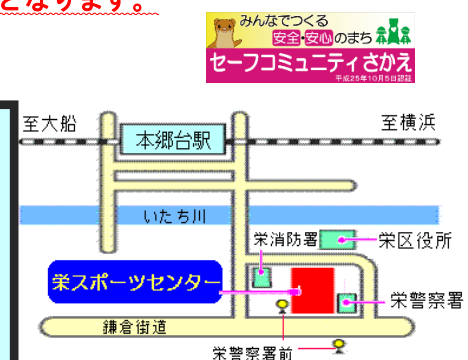 となります。
みんなでつくる
安全・安心のまち
セーフコミュニティさかえ
平成25年10月5日認証
至大船
本郷台駅
至横浜
いたち川
栄消防署
栄区役所
栄スポーツセンター
栄警察署
鎌倉街道
栄警察署前